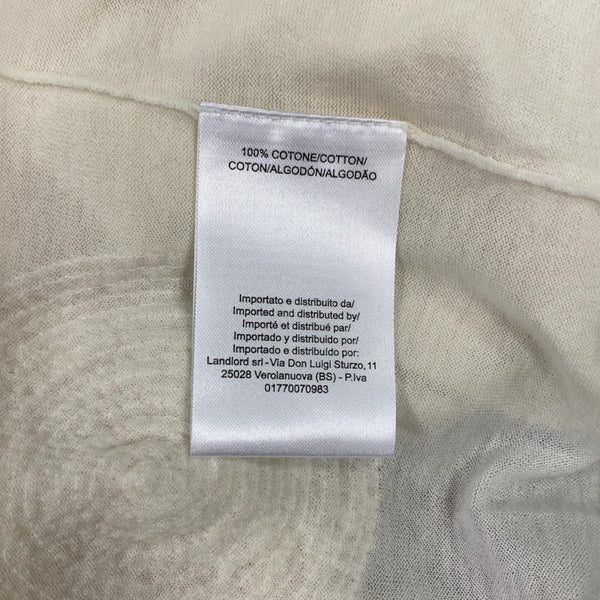 100% COTONE/COTTON/
COTON/ALGODÓN/ALGODÃO
Importato e distribuito da/
Imported and distributed by/
Importé et distribué par/
Importado y distribuido por/
Importado e distribuído por:
Landlord srl - Via Don Luigi Sturzo, 11
25028 Verolanuova (BS) - P.Iva
01770070983